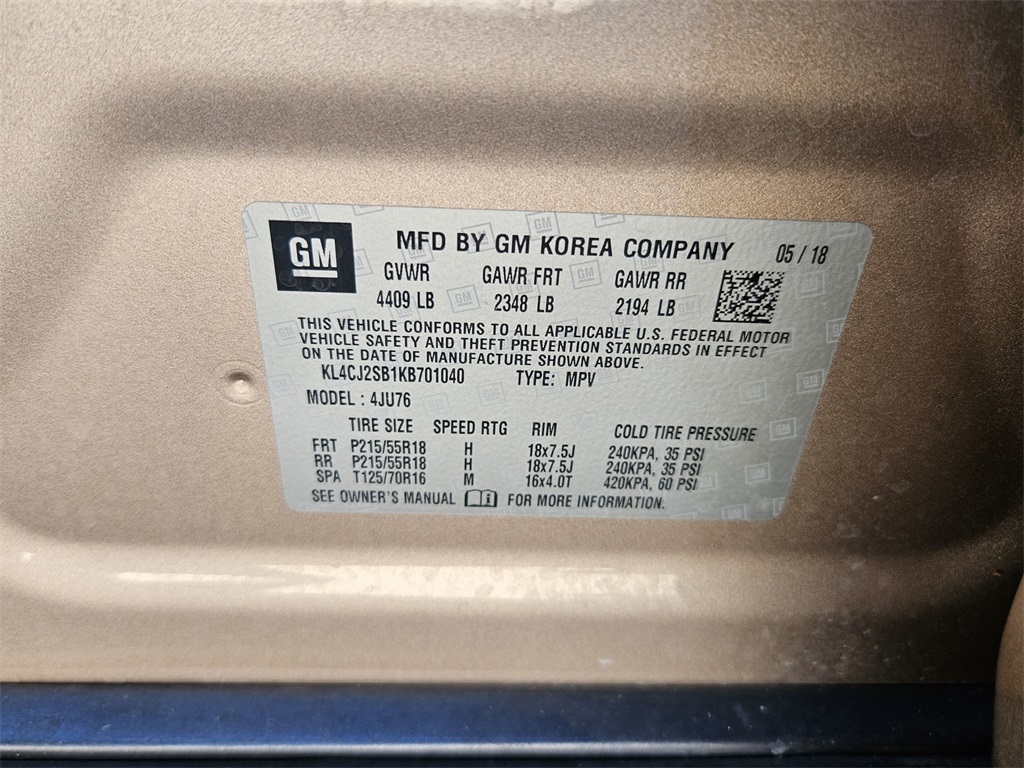 GM MFD BY GM KOREA COMPANY 05 / 18
GVWR GAWR FRT GAWR RR
4409 LB 2348 LB 2194 LB
THIS VEHICLE CONFORMS TO ALL APPLICABLE U.S. FEDERAL MOTOR
VEHICLE SAFETY AND THEFT PREVENTION STANDARDS IN EFFECT
ON THE DATE OF MANUFACTURE SHOWN ABOVE.
KL4CJ2SB1KB701040 TYPE: MPV
MODEL : 4JU76
TIRE SIZE SPEED RTG RIM COLD TIRE PRESSURE
FRT P215/55R18 H 18x7.5J 240KPA, 35 PSI
RR P215/55R18 H 18x7.5J 240KPA, 35 PSI
SPA T125/70R16 M 16x4.0T 420KPA, 60 PSI
SEE OWNER'S MANUAL FOR MORE INFORMATION.